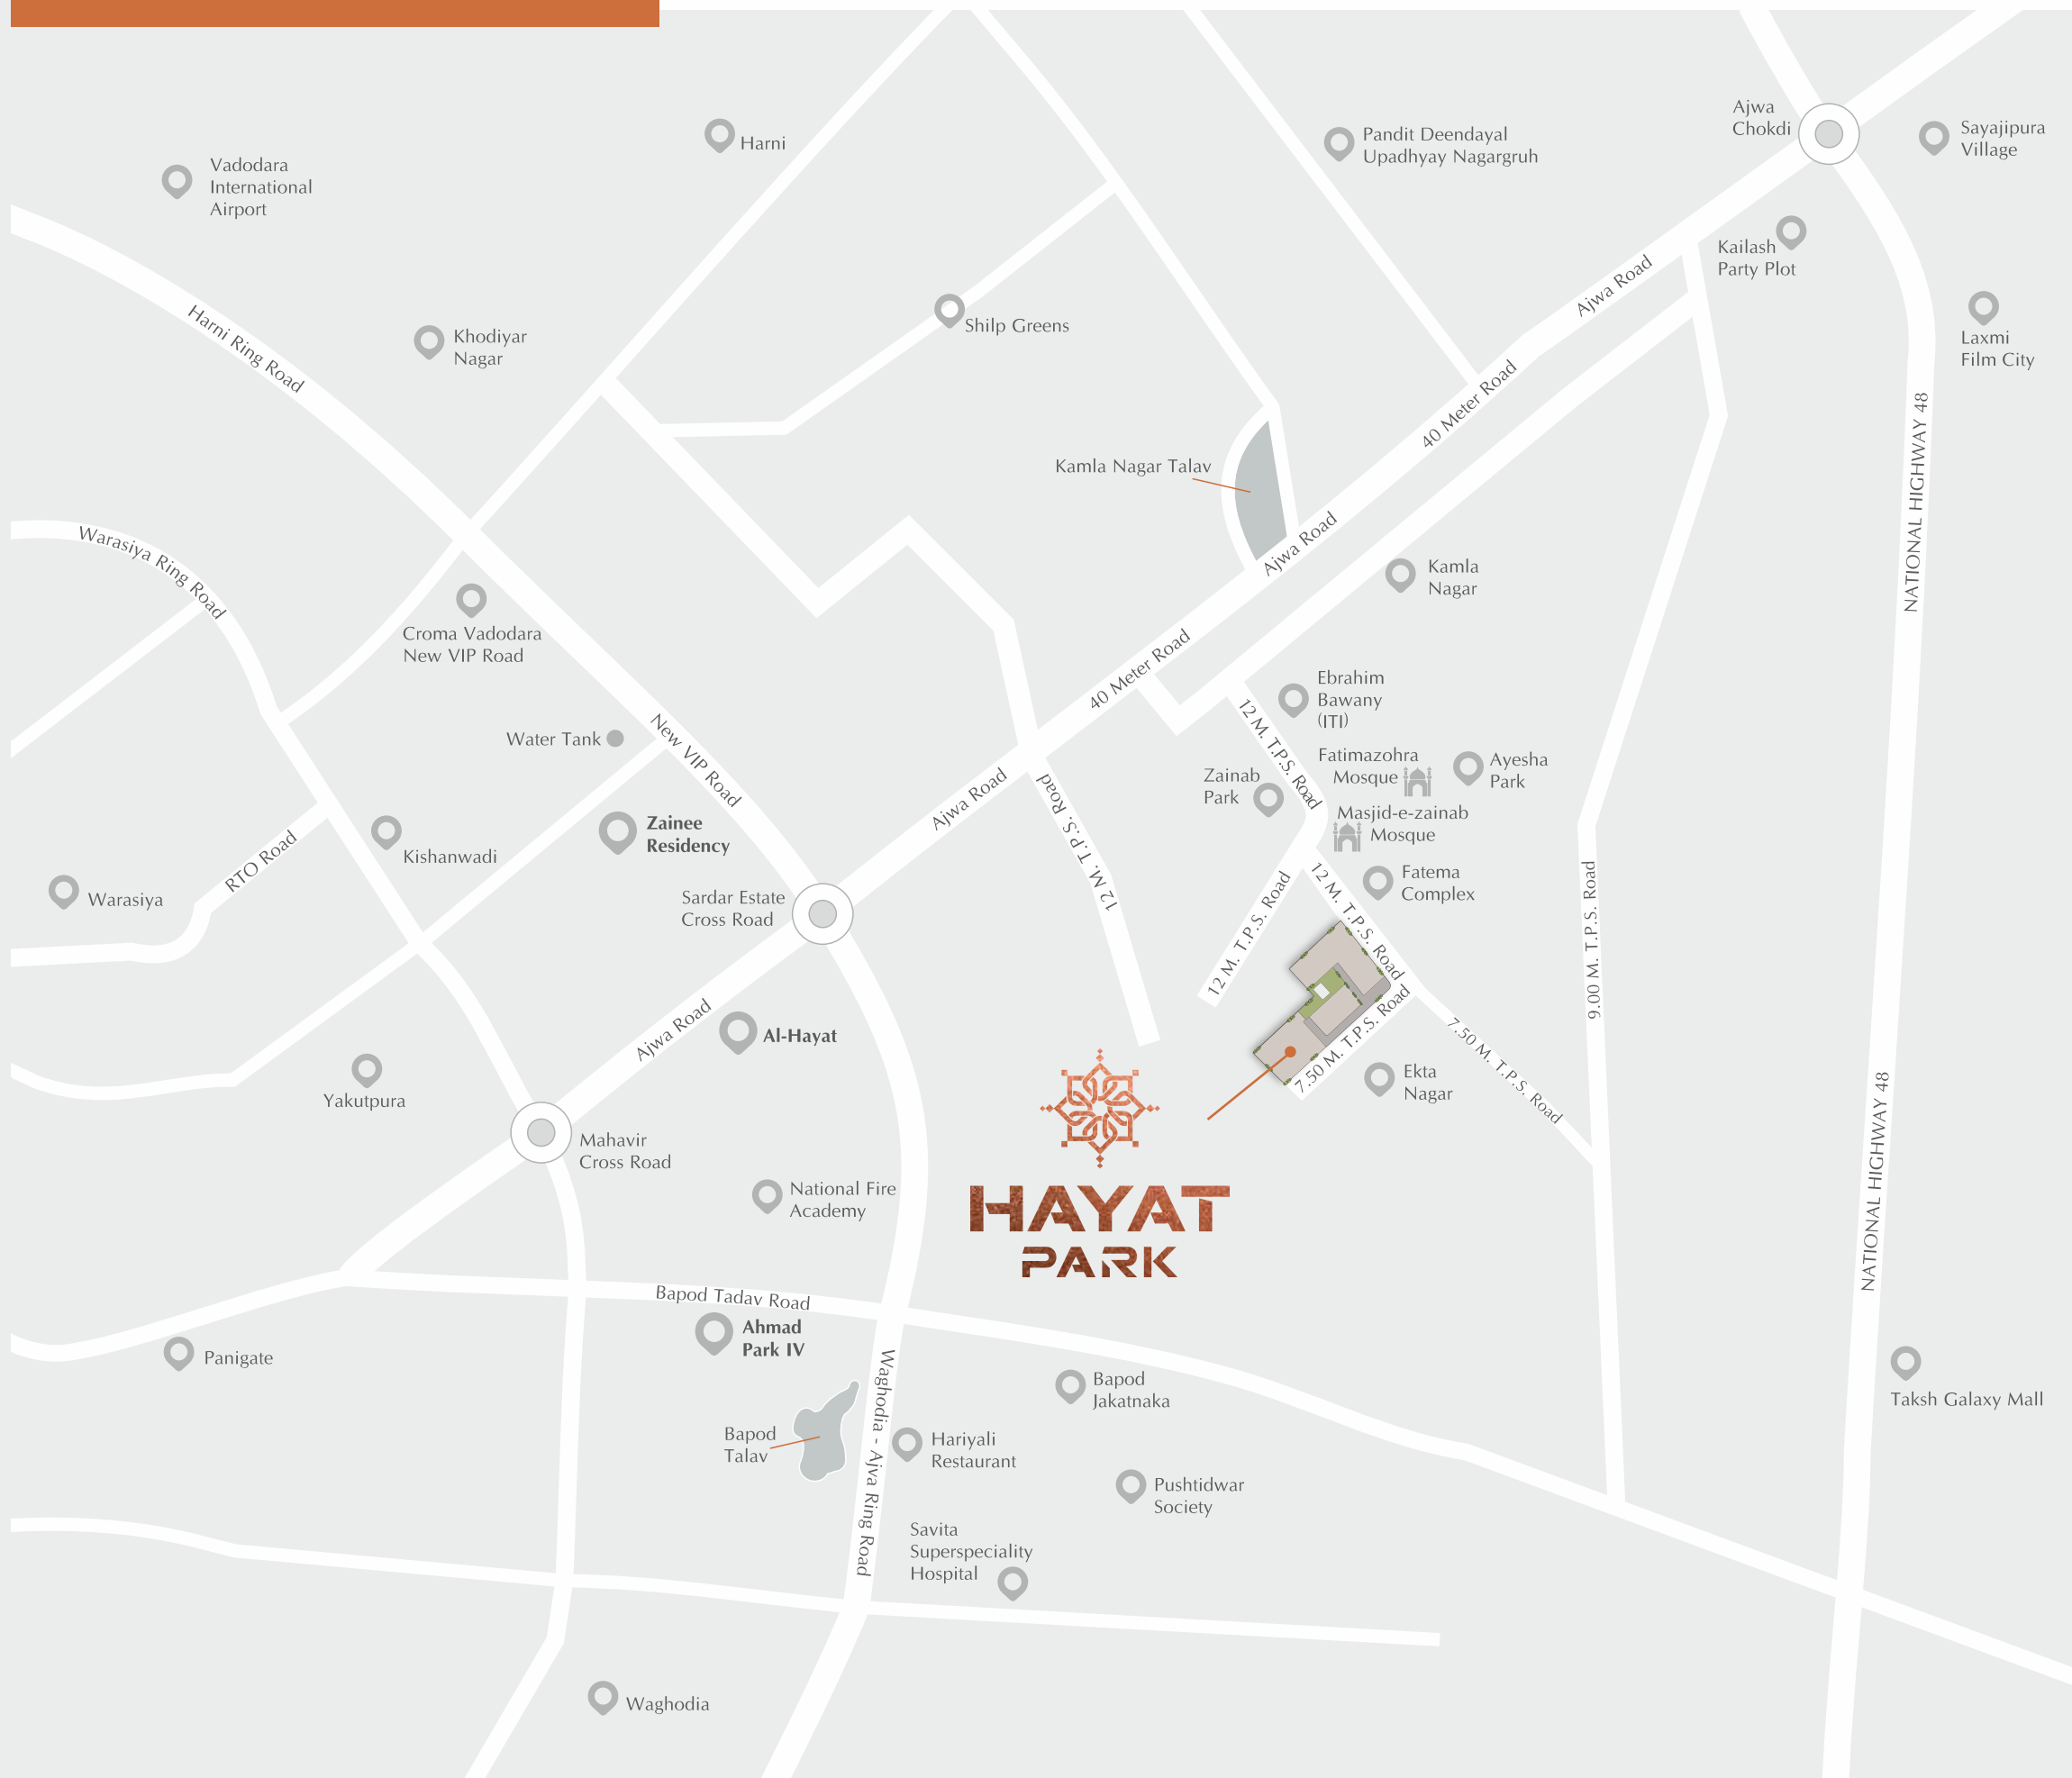 Ajwa
Chokdi
Sayajipura
Village
Harni
Pandit Deendayal
Upadhyay Nagargruh
Vadodara
International
Airport
Kailash
Party Plot
Ajwa Road
Harni Ring Road
Khodiyar
Nagar
Shilp Greens
Laxmi
Film City
40 Meter Road
NATIONAL HIGHWAY 48
Kamla Nagar Talav
Warasiya Ring Road
Ajwa Road
Kamla
Nagar
Croma Vadodara
New VIP Road
40 Meter Road
Ebrahim
Bawany
(ITI)
12 M. T.P.S. Road
Water Tank
New VIP Road
Fatimazohra
Mosque
Ayesha
Park
Zainab
Park
Ajwa Road
12 M. T.P.S. Road
Zainee
Residency
Masjid-e-zainab
Mosque
Kishanwadi
RTO Road
Warasiya
Sardar Estate
Cross Road
Fatema
Complex
12 M. T.P.S. Road
12 M. T.P.S. Road
9.00 M. T.P.S. Road
Ajwa Road
Al-Hayat
7.50 M. T.P.S. Road
7.50 M. T.P.S. Road
Ekta
Nagar
Yakutpura
Mahavir
Cross Road
National Fire
Academy
HAYAT
PARK
NATIONAL HIGHWAY 48
Bapod Tadav Road
Ahmad
Park IV
Panigate
Waghodia - Ajva Ring Road
Bapod
Jakatnaka
Taksh Galaxy Mall
Bapod
Talav
Hariyali
Restaurant
Pushtidwar
Society
Savita
Superspeciality
Hospital
Waghodia